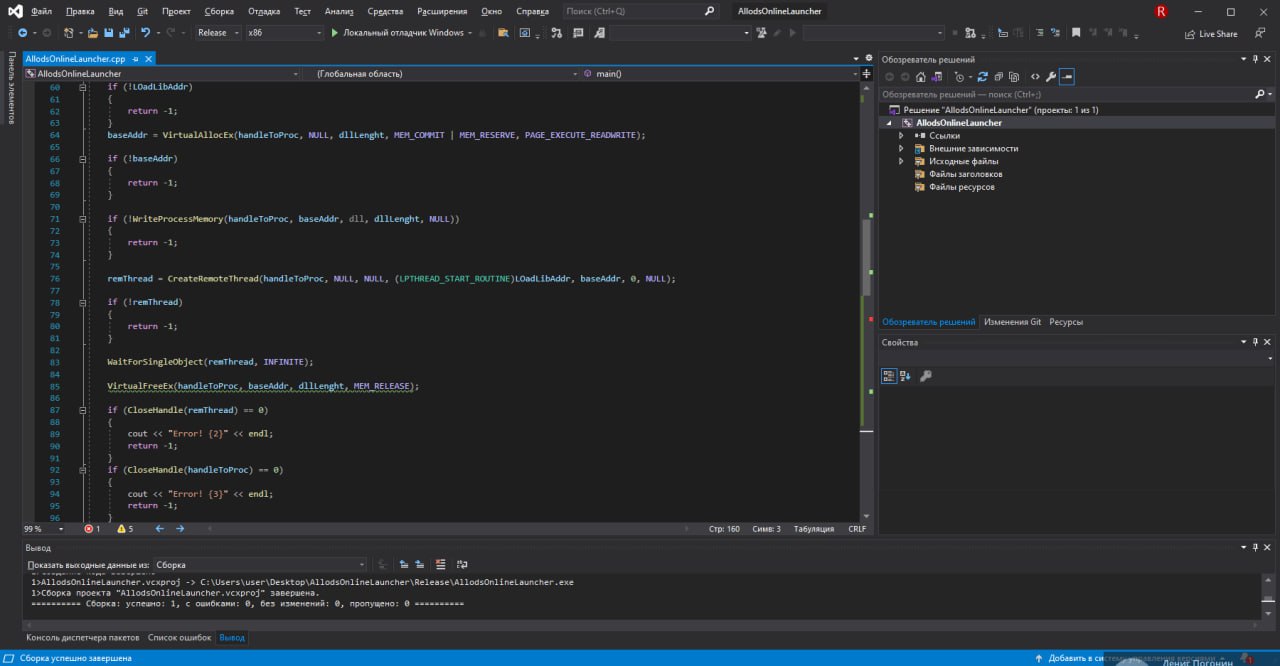 Файл Правка Вид Git Проект Сборка Отладка Тест Анализ Средства Расширения Окно Справка Поиск (Ctrl+Q) AllodsOnlineLauncher R
Release x86 Локальный отладчик Windows Live Share
Панель элементов
AllodsOnlineLauncher.cpp
AllodsOnlineLauncher (Глобальная область) main()
60 if (!LOadLibAddr)
61 {
62 return -1;
63 }
64 baseAddr = VirtualAllocEx(handleToProc, NULL, dllLenght, MEM_COMMIT | MEM_RESERVE, PAGE_EXECUTE_READWRITE);
65
66 if (!baseAddr)
67 {
68 return -1;
69 }
70
71 if (!WriteProcessMemory(handleToProc, baseAddr, dll, dllLenght, NULL))
72 {
73 return -1;
74 }
75
76 remThread = CreateRemoteThread(handleToProc, NULL, NULL, (LPTHREAD_START_ROUTINE)LOadLibAddr, baseAddr, 0, NULL);
77
78 if (!remThread)
79 {
80 return -1;
81 }
82
83 WaitForSingleObject(remThread, INFINITE);
84
85 VirtualFreeEx(handleToProc, baseAddr, dllLenght, MEM_RELEASE);
86
87 if (CloseHandle(remThread) == 0)
88 {
89 cout << "Error! {2}" << endl;
90 return -1;
91 }
92 if (CloseHandle(handleToProc) == 0)
93 {
94 cout << "Error! {3}" << endl;
95 return -1;
96 }
99 % 1 5 Стр: 160 Симв: 3 Табуляция CRLF
Обозреватель решений
Обозреватель решений — поиск (Ctrl+;)
Решение "AllodsOnlineLauncher" (проекты: 1 из 1)
AllodsOnlineLauncher
Ссылки
Внешние зависимости
Исходные файлы
Файлы заголовков
Файлы ресурсов
Обозреватель решений Изменения Git Ресурсы
Свойства
Вывод
Показать выходные данные из: Сборка
1>AllodsOnlineLauncher.vcxproj -> C:\Users\user\Desktop\AllodsOnlineLauncher\Release\AllodsOnlineLauncher.exe
1>Сборка проекта "AllodsOnlineLauncher.vcxproj" завершена.
========== Сборка: успешно: 1, с ошибками: 0, без изменений: 0, пропущено: 0 ==========
Консоль диспетчера пакетов Список ошибок Вывод
Сборка успешно завершена Добавить в систему управления версиями 1
Денис Погонин